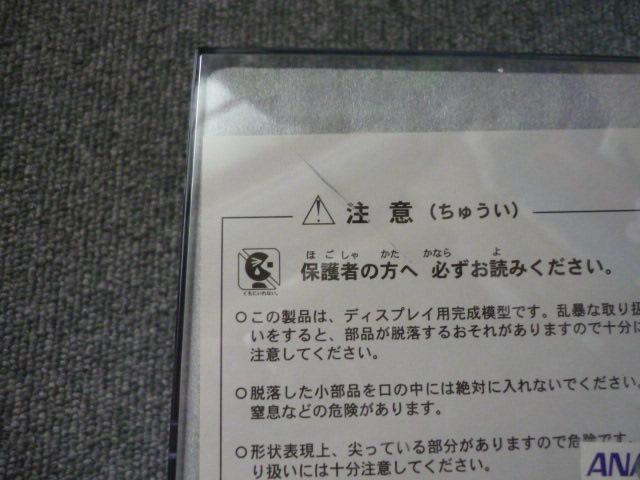 注意（ちゅうい）
ほごしゃ かた かなら よ
保護者の方へ 必ずお読みください。
くちにいれない。
○この製品は、ディスプレイ用完成模型です。乱暴な取り扱
いをすると、部品が脱落するおそれがありますので十分に
注意してください。
○脱落した小部品を口の中には絶対に入れないでください。
窒息などの危険があります。
○形状表現上、尖っている部分がありますので危険です。
り扱いには十分注意してください。
ANA